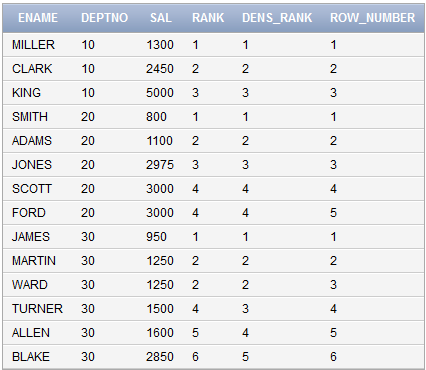 ENAME DEPTNO SAL RANK DENS_RANK ROW_NUMBER
MILLER 10 1300 1 1 1
CLARK 10 2450 2 2 2
KING 10 5000 3 3 3
SMITH 20 800 1 1 1
ADAMS 20 1100 2 2 2
JONES 20 2975 3 3 3
SCOTT 20 3000 4 4 4
FORD 20 3000 4 4 5
JAMES 30 950 1 1 1
MARTIN 30 1250 2 2 2
WARD 30 1250 2 2 3
TURNER 30 1500 4 3 4
ALLEN 30 1600 5 4 5
BLAKE 30 2850 6 5 6